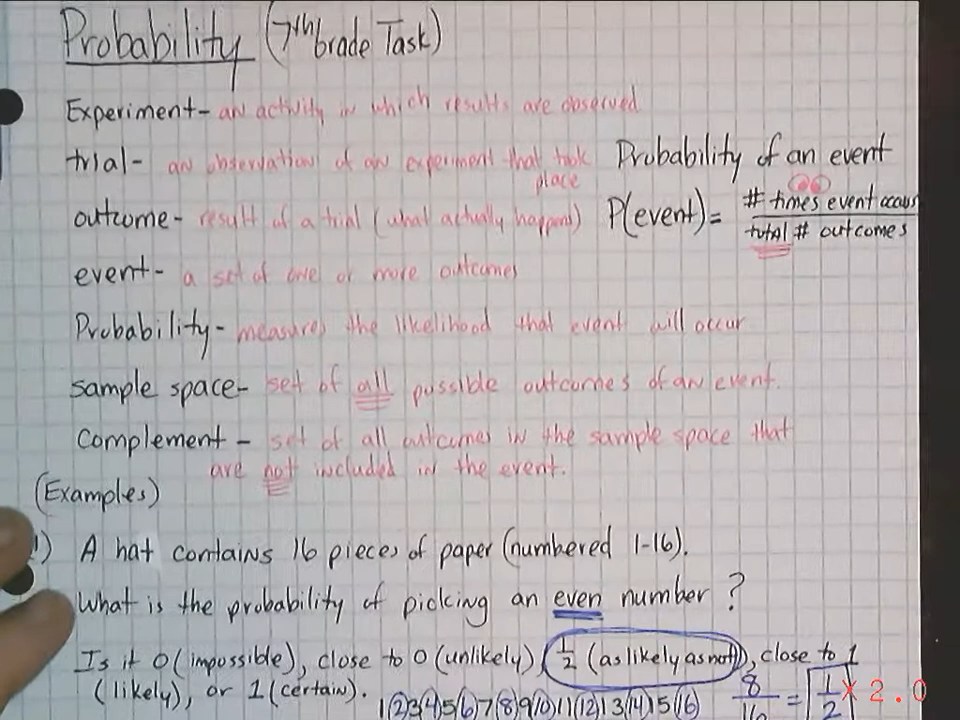 Probability (7th Grade Task)
Experiment- an activity in which results are observed
trial- an observation of an experiment that took place
Probability of an event
outcome- result of a trial (what actually happens)
P(event) = # times event occurs / total # outcomes
event- a set of one or more outcomes
Probability- measures the likelihood that event will occur
sample space- set of all possible outcomes of an event.
Complement - set of all outcomes in the sample space that
are not included in the event.
(Examples)
1) A hat contains 16 pieces of paper (numbered 1-16).
What is the probability of picking an even number ?
Is it 0 (impossible), close to 0 (unlikely), 1/2 (as likely as not), close to 1
(likely), or 1 (certain).
1 2 3 4 5 6 7 8 9 10 11 12 13 14 15 16 8/16 = 1/2
×2.0